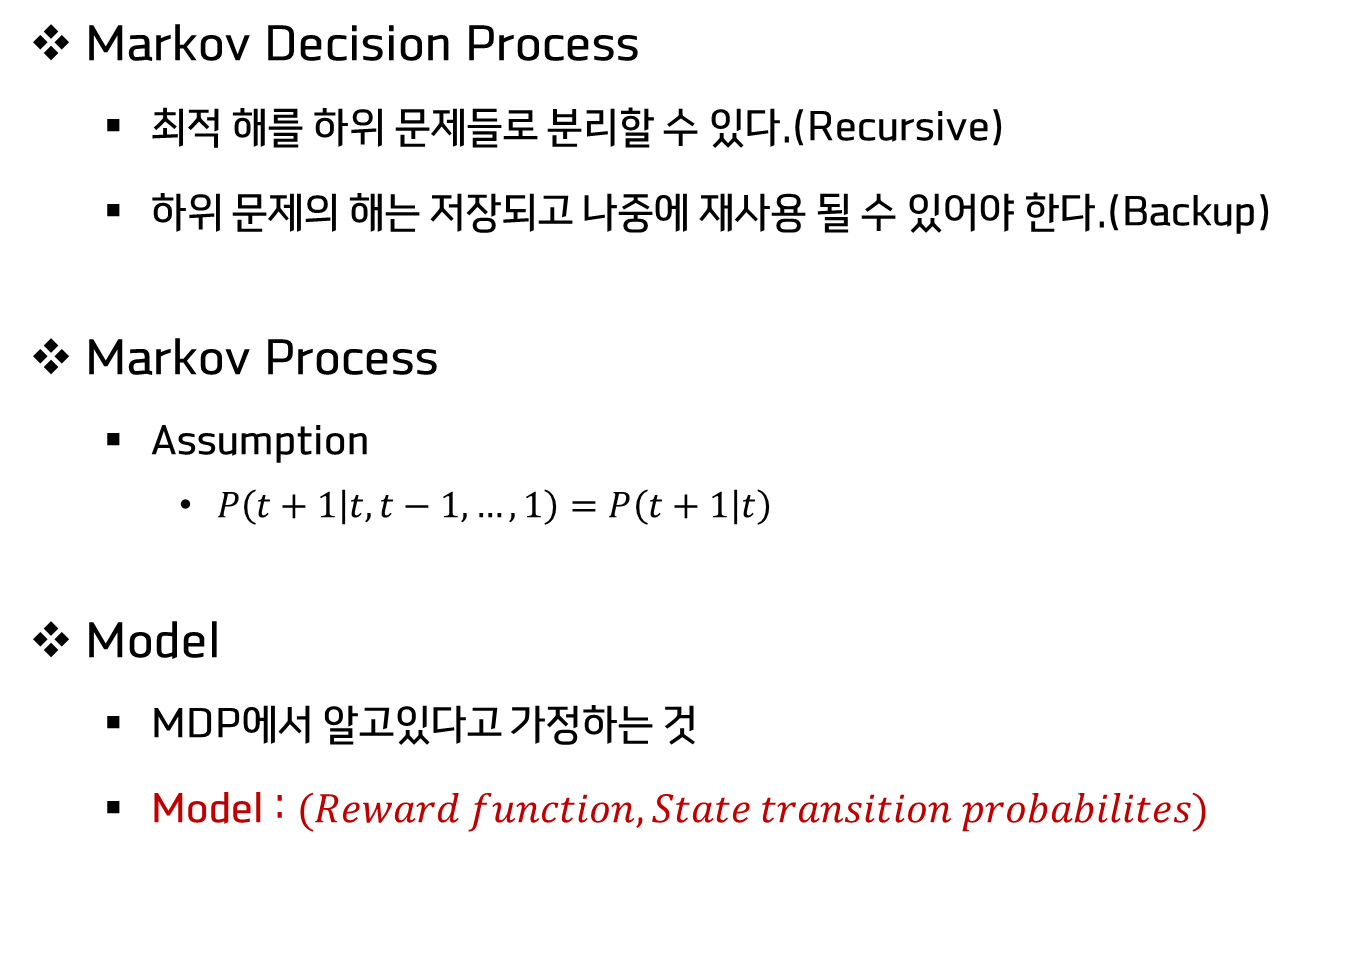 ❖ Markov Decision Process
▪ 최적 해를 하위 문제들로 분리할 수 있다.(Recursive)
▪ 하위 문제의 해는 저장되고 나중에 재사용 될 수 있어야 한다.(Backup)
❖ Markov Process
▪ Assumption
• P(t + 1|t, t − 1, … , 1) = P(t + 1|t)
❖ Model
▪ MDP에서 알고있다고 가정하는 것
▪ Model : (Reward function, State transition probabilites)